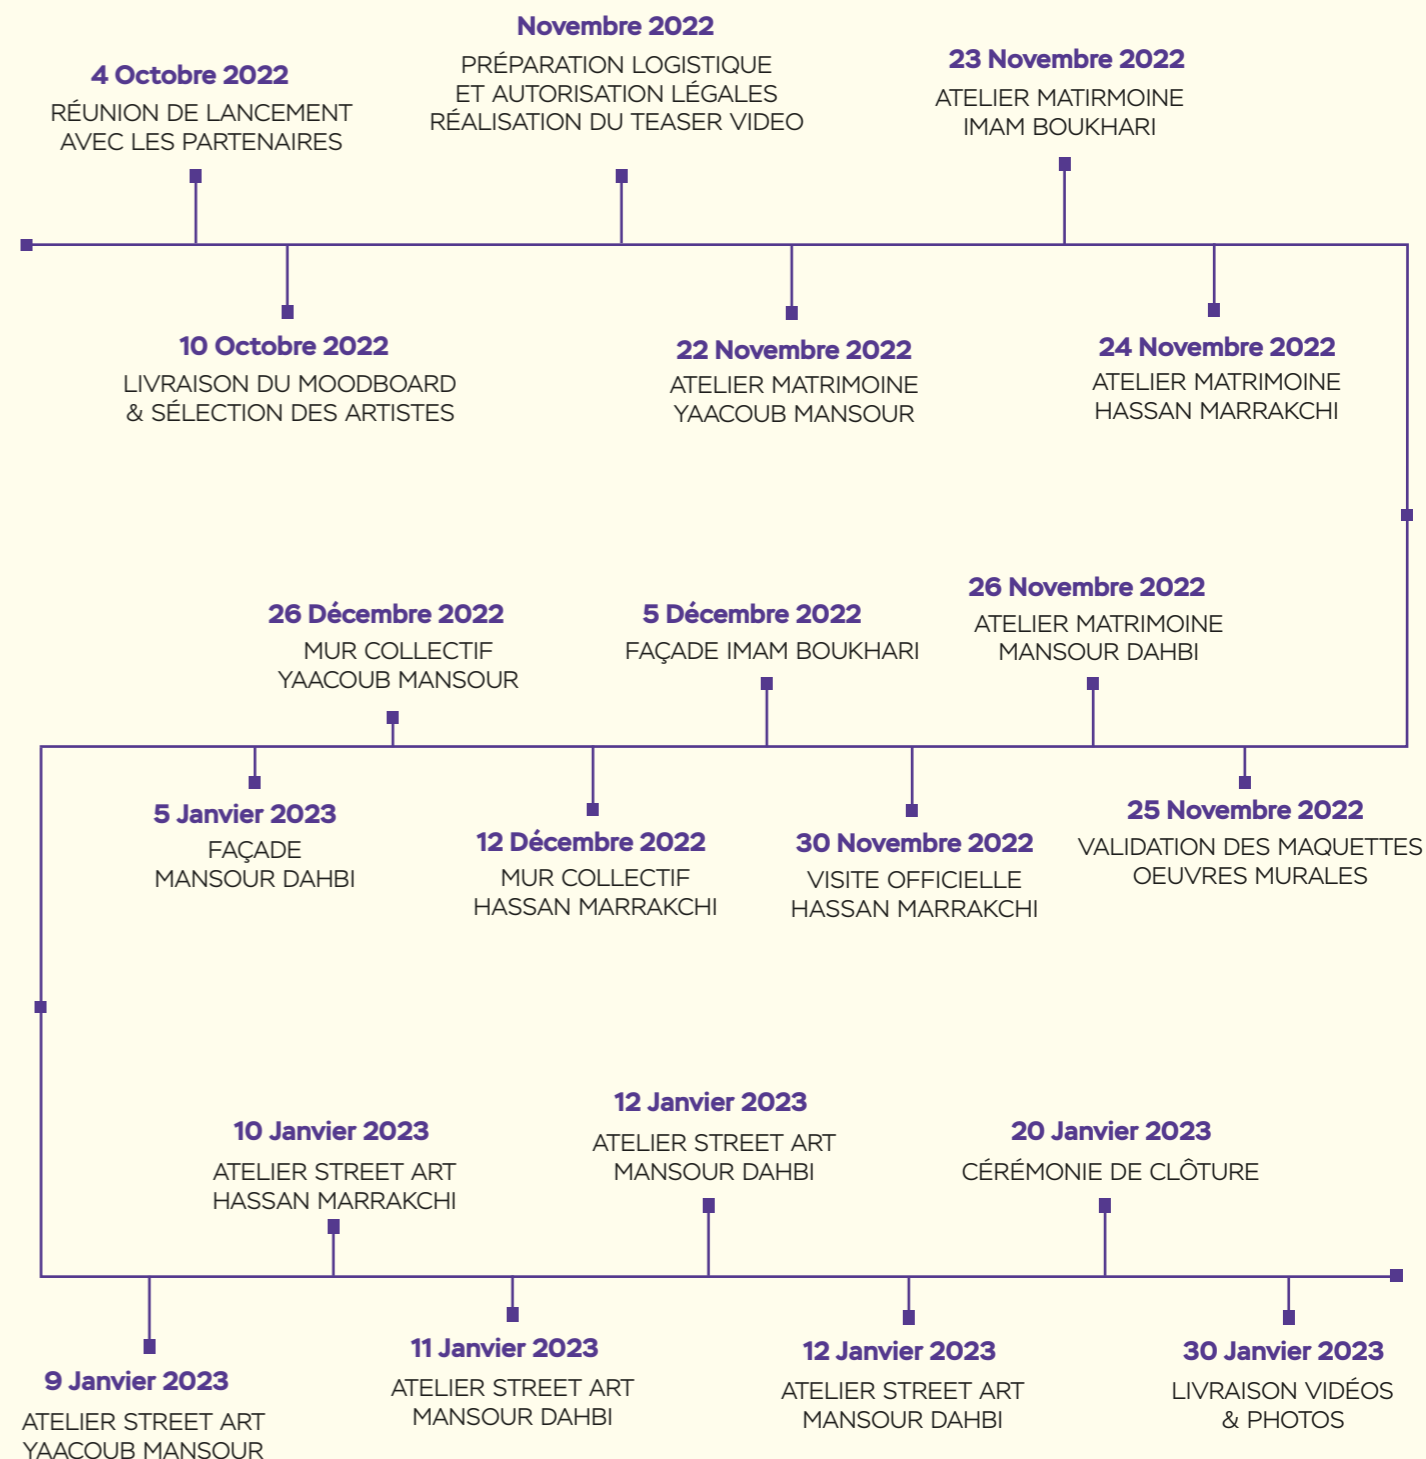 4 Octobre 2022
RÉUNION DE LANCEMENT
AVEC LES PARTENAIRES
10 Octobre 2022
LIVRAISON DU MOODBOARD
& SÉLECTION DES ARTISTES
Novembre 2022
PRÉPARATION LOGISTIQUE
ET AUTORISATION LÉGALES
RÉALISATION DU TEASER VIDEO
22 Novembre 2022
ATELIER MATRIMOINE
YAACOUB MANSOUR
23 Novembre 2022
ATELIER MATIRMOINE
IMAM BOUKHARI
24 Novembre 2022
ATELIER MATRIMOINE
HASSAN MARRAKCHI
25 Novembre 2022
VALIDATION DES MAQUETTES
OEUVRES MURALES
26 Novembre 2022
ATELIER MATRIMOINE
MANSOUR DAHBI
30 Novembre 2022
VISITE OFFICIELLE
HASSAN MARRAKCHI
5 Décembre 2022
FAÇADE IMAM BOUKHARI
12 Décembre 2022
MUR COLLECTIF
HASSAN MARRAKCHI
26 Décembre 2022
MUR COLLECTIF
YAACOUB MANSOUR
5 Janvier 2023
FAÇADE
MANSOUR DAHBI
9 Janvier 2023
ATELIER STREET ART
YAACOUB MANSOUR
10 Janvier 2023
ATELIER STREET ART
HASSAN MARRAKCHI
11 Janvier 2023
ATELIER STREET ART
MANSOUR DAHBI
12 Janvier 2023
ATELIER STREET ART
MANSOUR DAHBI
12 Janvier 2023
ATELIER STREET ART
MANSOUR DAHBI
20 Janvier 2023
CÉRÉMONIE DE CLÔTURE
30 Janvier 2023
LIVRAISON VIDÉOS
& PHOTOS